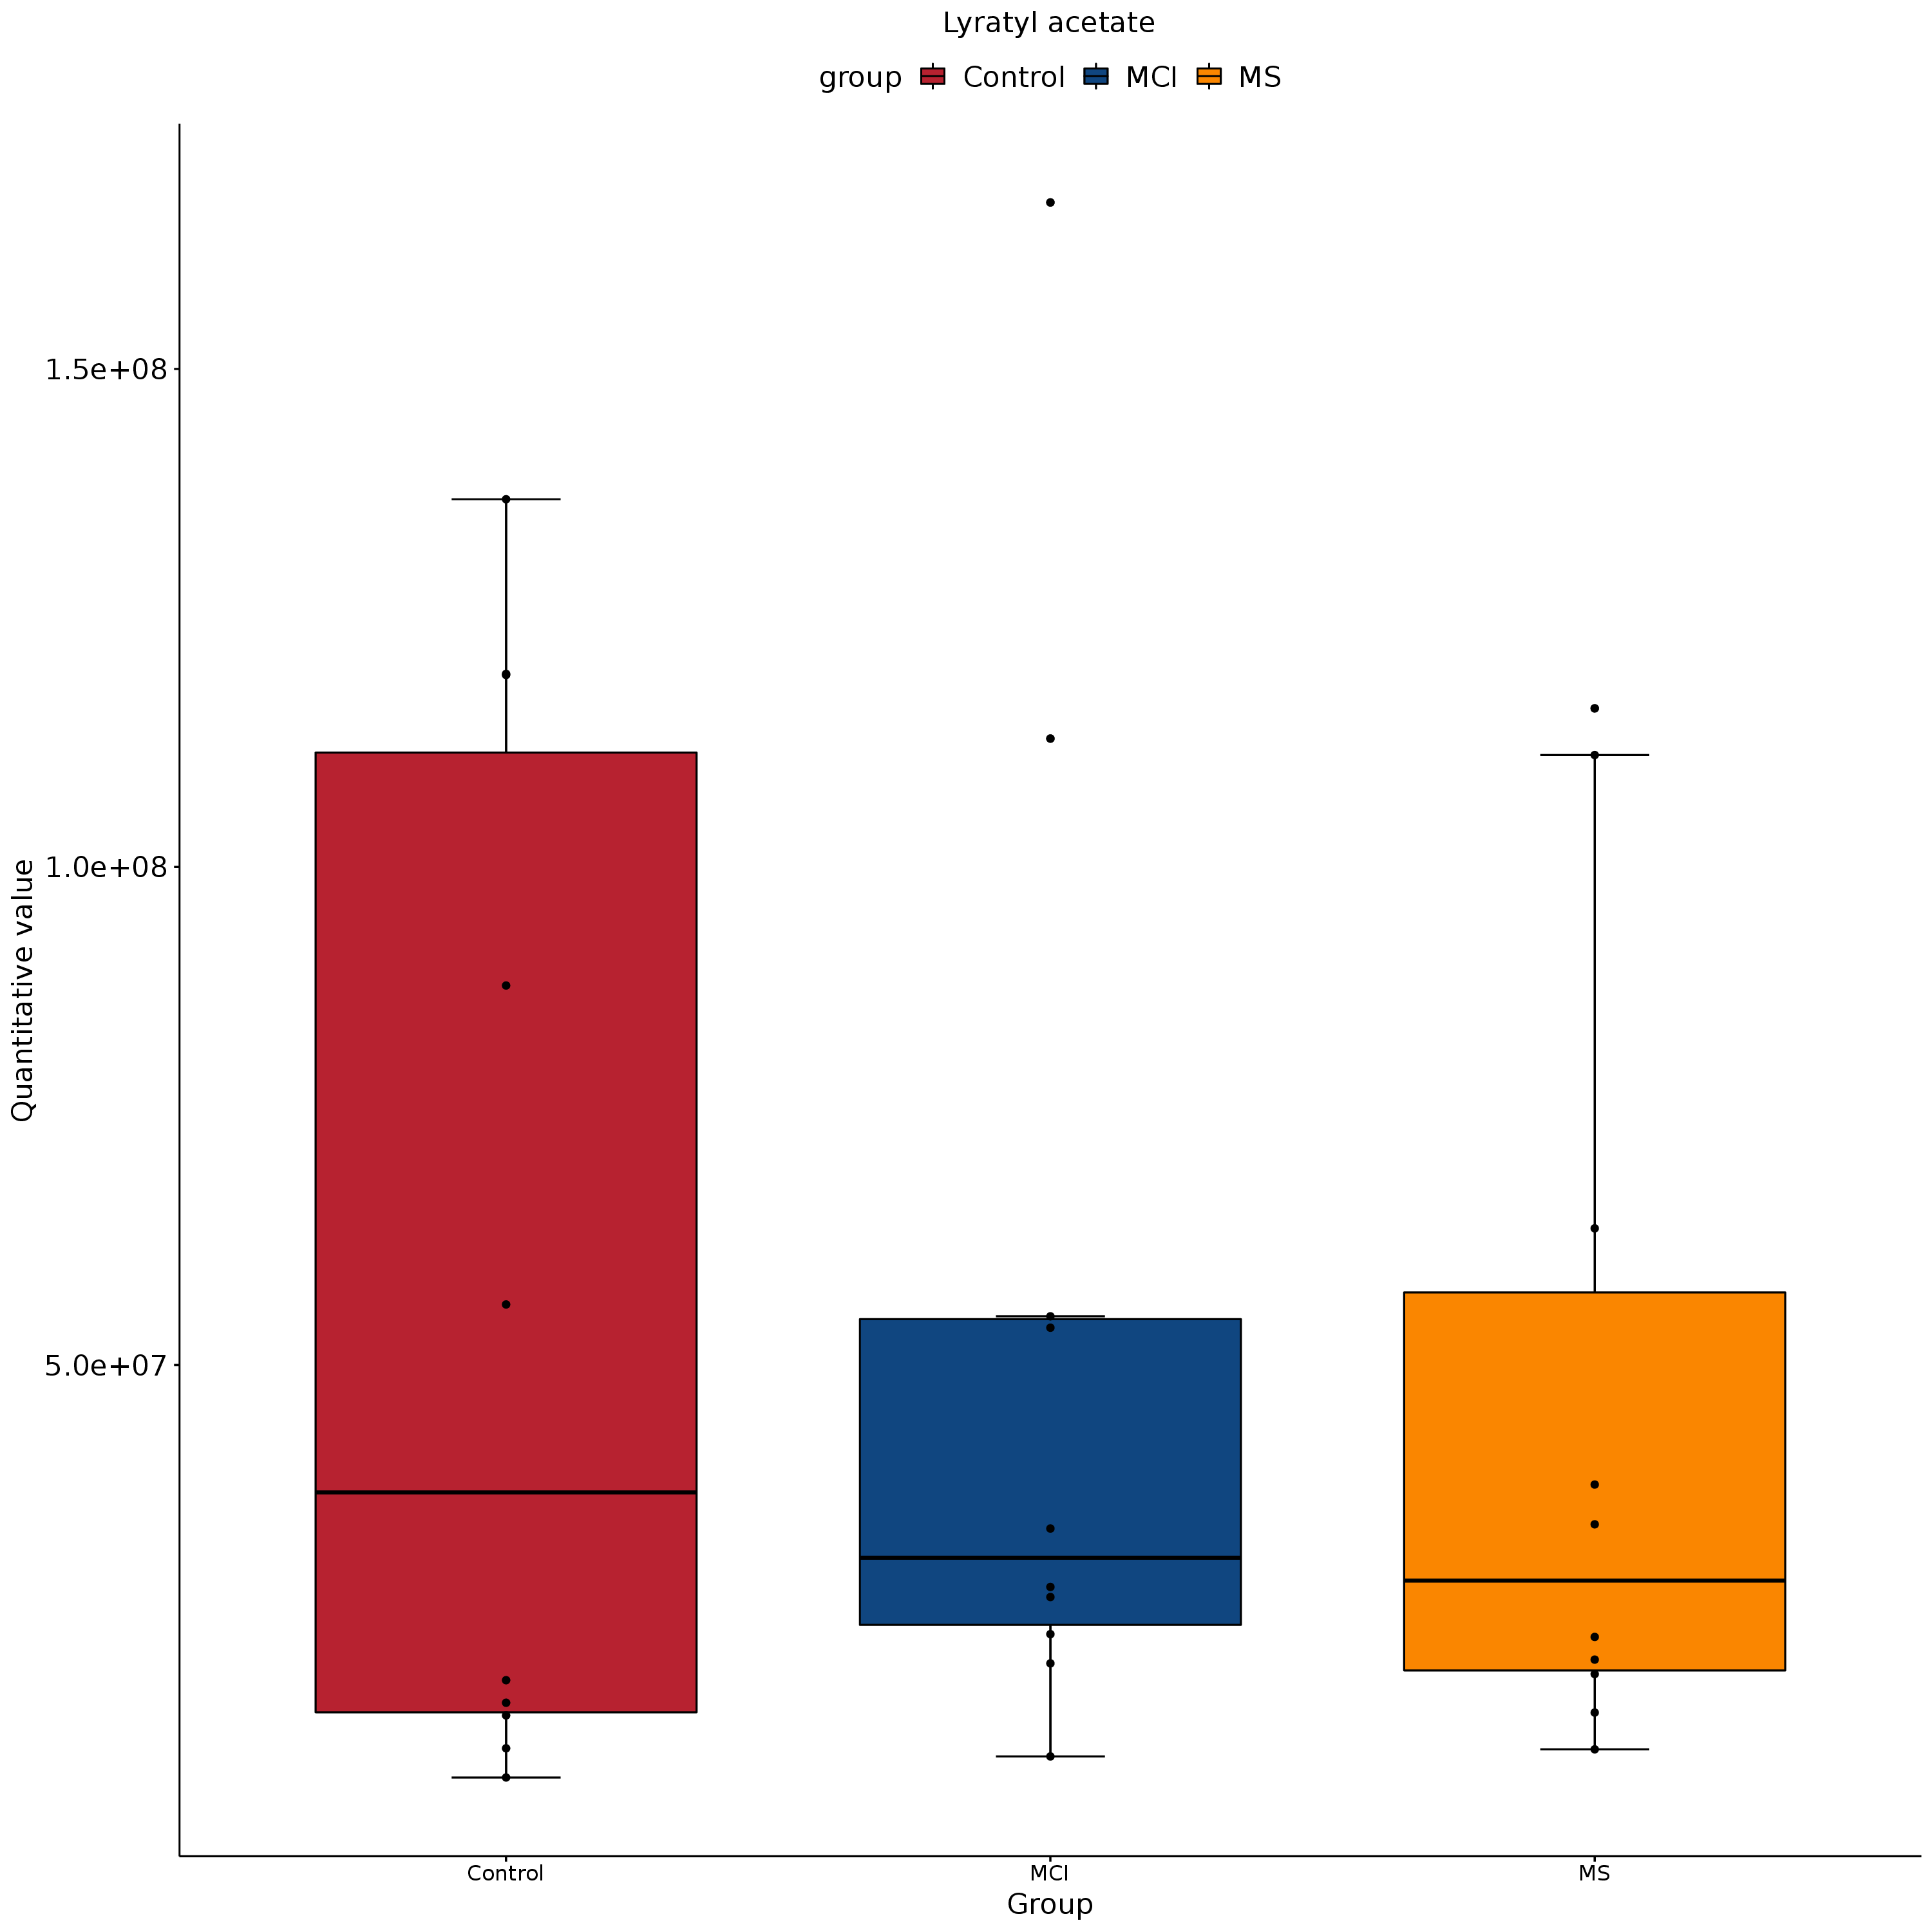 Lyratyl acetate
group Control MCI MS
Quantitative value
1.5e+08
1.0e+08
5.0e+07
Control MCI MS
Group